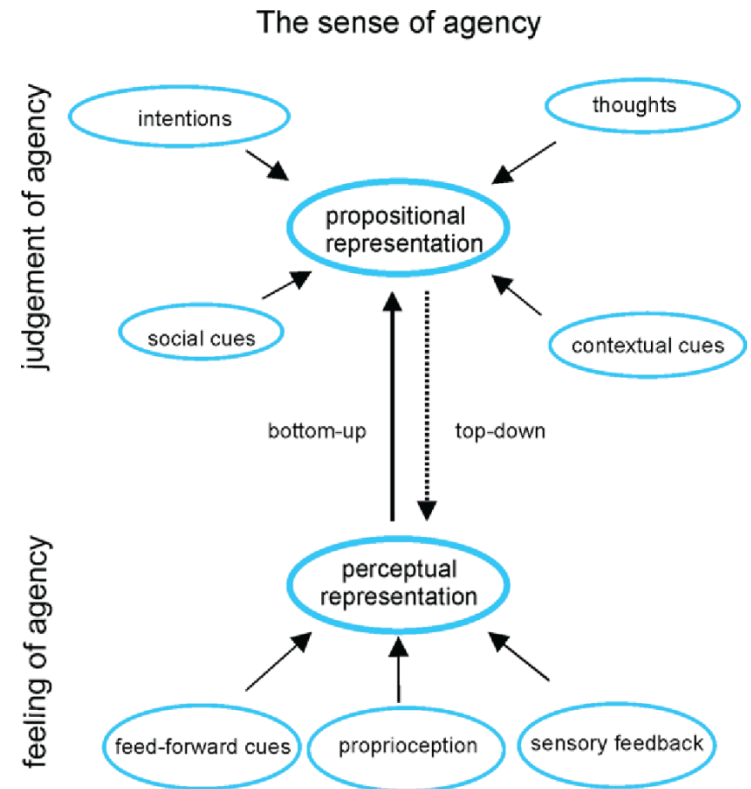 The sense of agency
judgement of agency
intentions
thoughts
propositional
representation
social cues
contextual cues
bottom-up
top-down
feeling of agency
perceptual
representation
feed-forward cues
proprioception
sensory feedback